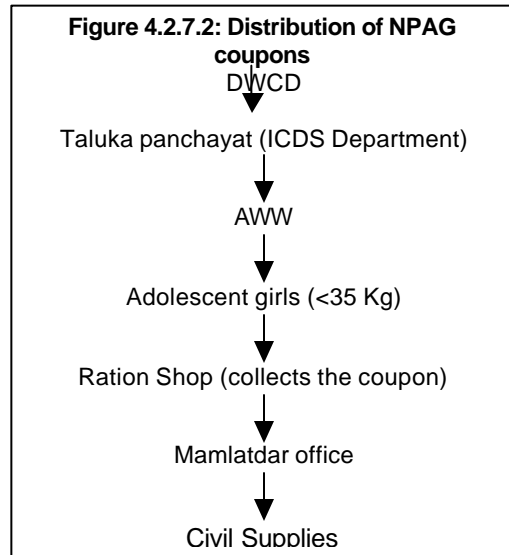 Figure 4.2.7.2: Distribution of NPAG
coupons
DWCD
Taluka panchayat (ICDS Department)
AWW
Adolescent girls (<35 Kg)
Ration Shop (collects the coupon)
Mamlatdar office
Civil Supplies